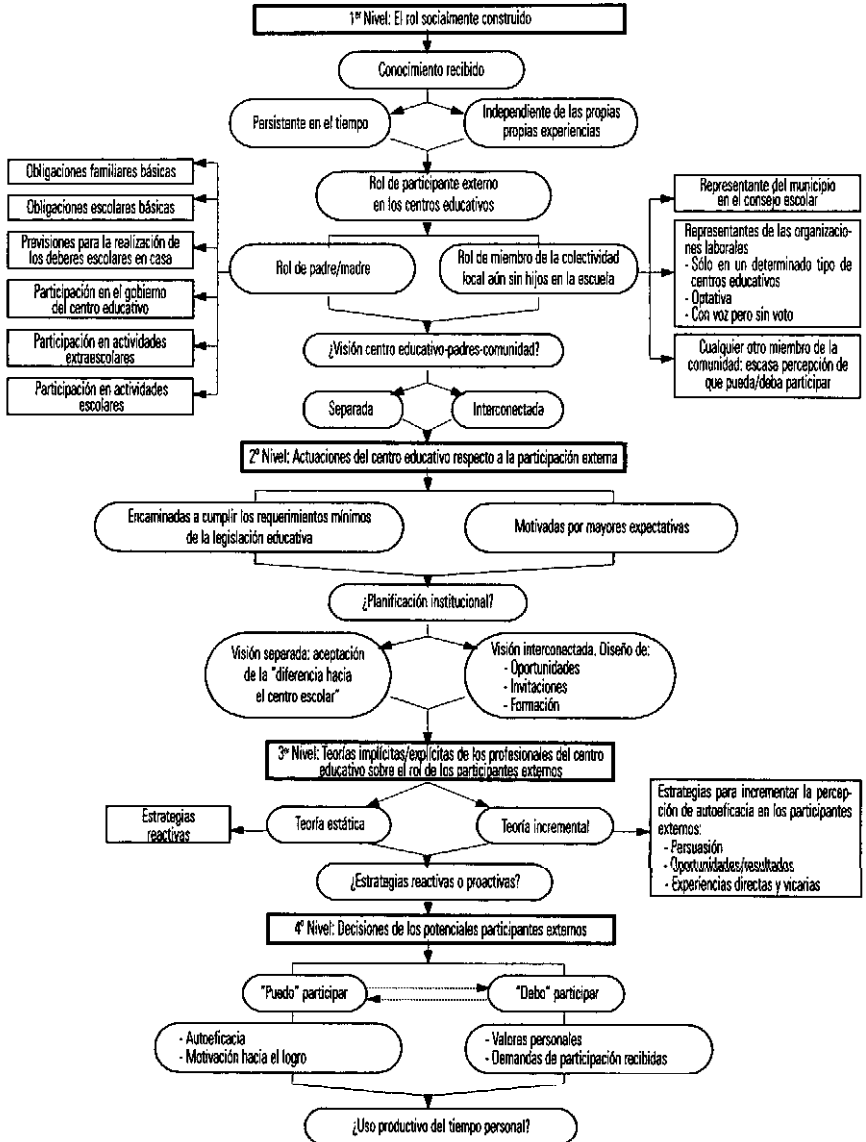 1er Nivel: El rol socialmente construido
Conocimiento recibido
Persistente en el tiempo
Independiente de las propias
propias experiencias
Obligaciones familiares básicas
Obligaciones escolares básicas
Previsiones para la realización de
los deberes escolares en casa
Participación en el gobierno
del centro educativo
Participación en actividades
extraescolares
Participación en actividades
escolares
Rol de participante externo
en los centros educativos
Rol de padre/madre
Rol de miembro de la colectividad
local aún sin hijos en la escuela
Representante del municipio
en el consejo escolar
Representantes de las organizacio-
nes laborales
- Sólo en un determinado tipo de
centros educativos
- Optativa
- Con voz pero sin voto
Cualquier otro miembro de la
comunidad: escasa percepción de
que pueda/deba participar
¿Visión centro educativo-padres-comunidad?
Separada
Interconectada
2º Nivel: Actuaciones del centro educativo respecto a la participación externa
Encaminadas a cumplir los requerimientos mínimos
de la legislación educativa
Motivadas por mayores expectativas
¿Planificación institucional?
Visión separada: aceptación
de la "diferencia hacia
el centro escolar"
Visión interconectada. Diseño de:
- Oportunidades
- Invitaciones
- Formación
3er Nivel: Teorías implícitas/explícitas de los profesionales del centro
educativo sobre el rol de los participantes externos
Estrategias
reactivas
Teoría estática
Teoría incremental
Estrategias para incrementar la percep-
ción de autoeficacia en los participantes
externos:
- Persuasión
- Oportunidades/resultados
- Experiencias directas y vicarias
¿Estrategias reactivas o proactivas?
4º Nivel: Decisiones de los potenciales participantes externos
"Puedo" participar
"Debo" participar
- Autoeficacia
- Motivación hacia el logro
- Valores personales
- Demandas de participación recibidas
¿Uso productivo del tiempo personal?